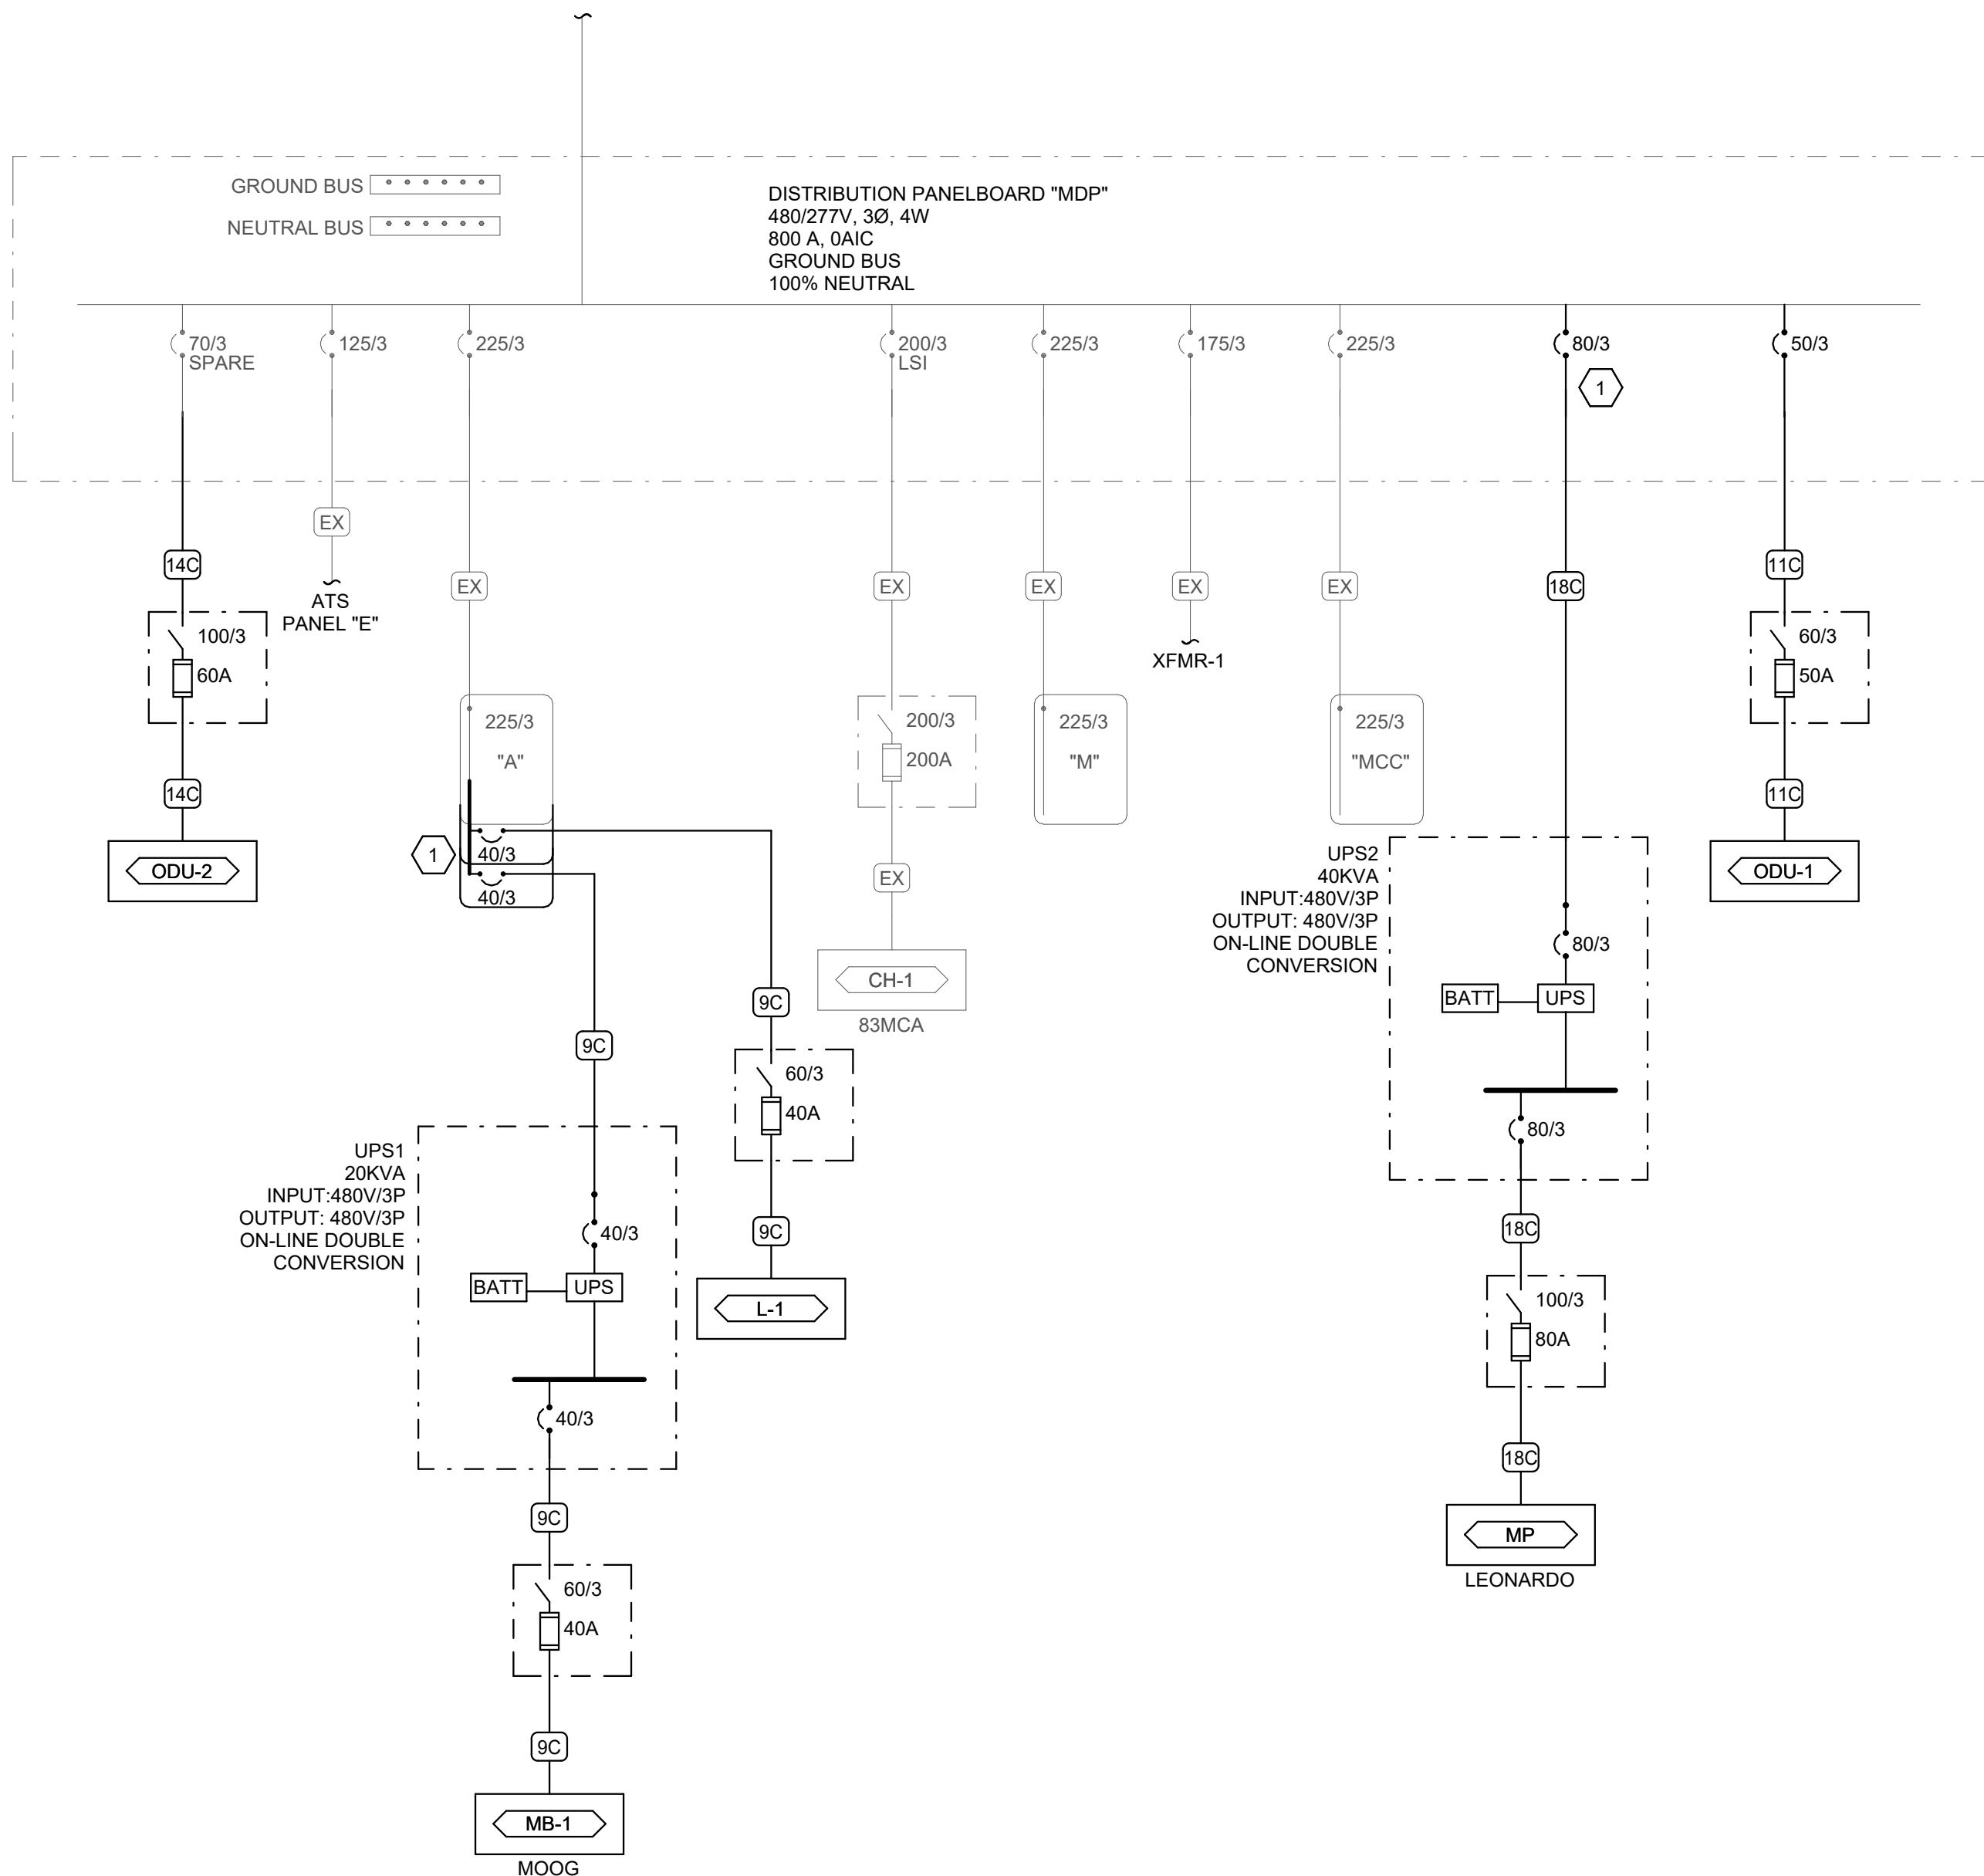 GROUND BUS
NEUTRAL BUS
DISTRIBUTION PANELBOARD "MDP"
480/277V, 3Ø, 4W
800 A, 0AIC
GROUND BUS
100% NEUTRAL
70/3
SPARE
125/3
225/3
200/3
LSI
225/3
175/3
225/3
80/3
1
50/3
EX
ATS
PANEL "E"
14C
100/3
60A
14C
ODU-2
EX
225/3
"A"
1
40/3
40/3
EX
200/3
200A
EX
CH-1
83MCA
EX
225/3
"M"
EX
XFMR-1
EX
225/3
"MCC"
18C
11C
60/3
50A
11C
ODU-1
UPS2
40KVA
INPUT:480V/3P
OUTPUT: 480V/3P
ON-LINE DOUBLE
CONVERSION
80/3
BATT
UPS
80/3
18C
100/3
80A
18C
MP
LEONARDO
9C
60/3
40A
9C
L-1
9C
UPS1
20KVA
INPUT:480V/3P
OUTPUT: 480V/3P
ON-LINE DOUBLE
CONVERSION
40/3
BATT
UPS
40/3
9C
60/3
40A
9C
MB-1
MOOG